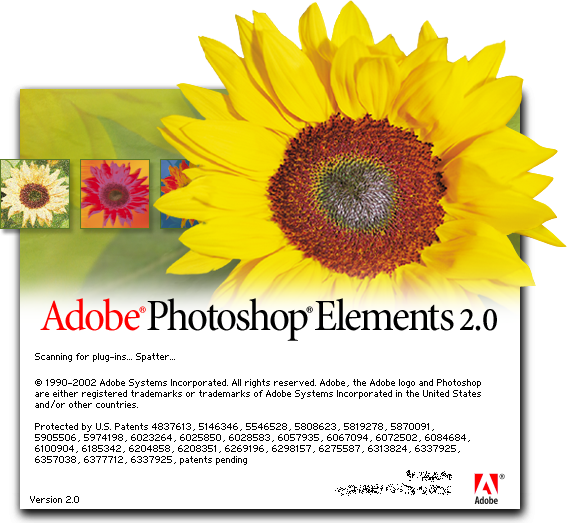 Adobe® Photoshop® Elements 2.0
Scanning for plug-ins... Spatter...
© 1990-2002 Adobe Systems Incorporated. All rights reserved. Adobe, the Adobe logo and Photoshop
are either registered trademarks or trademarks of Adobe Systems Incorporated in the United States
and/or other countries.
Protected by U.S. Patents 4837613, 5146346, 5546528, 5808623, 5819278, 5870091,
5905506, 5974198, 6023264, 6025850, 6028583, 6057935, 6067094, 6072502, 6084684,
6100904, 6185342, 6204858, 6208351, 6269196, 6298157, 6275587, 6313824, 6337925,
6357038, 6377712, 6337925, patents pending
Version 2.0
Adobe
®